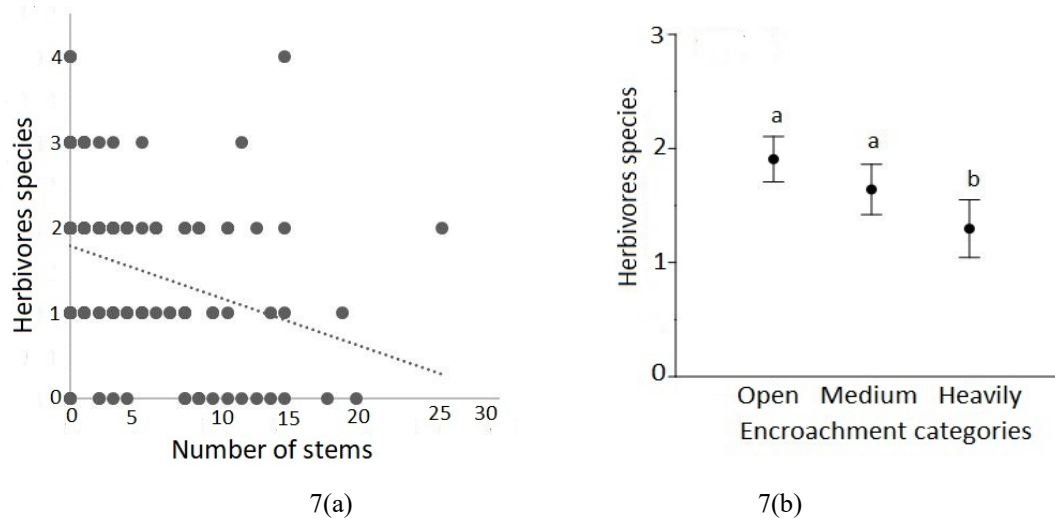 4
3
2
1
0
Herbivores species
0 5 10 15 20 25 30
Number of stems
7(a)
3
2
1
0
Herbivores species
a
a
b
Open Medium Heavily
Encroachment categories
7(b)